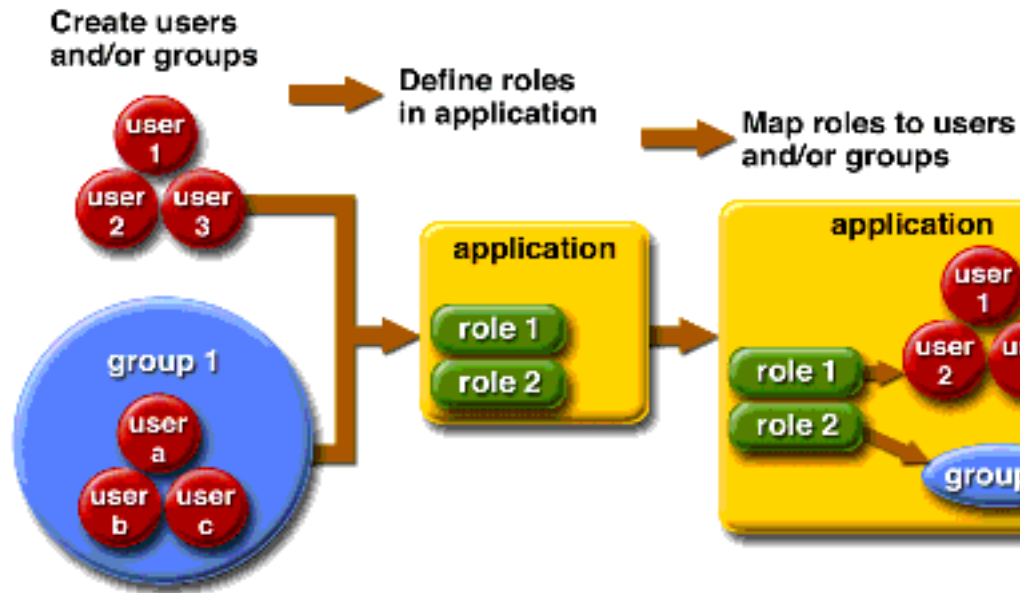 Create users
and/or groups
Define roles
in application
Map roles to users
and/or groups
user
1
user
2
user
3
group 1
user
a
user
b
user
c
application
role 1
role 2
application
user
1
user
2
role 1
role 2